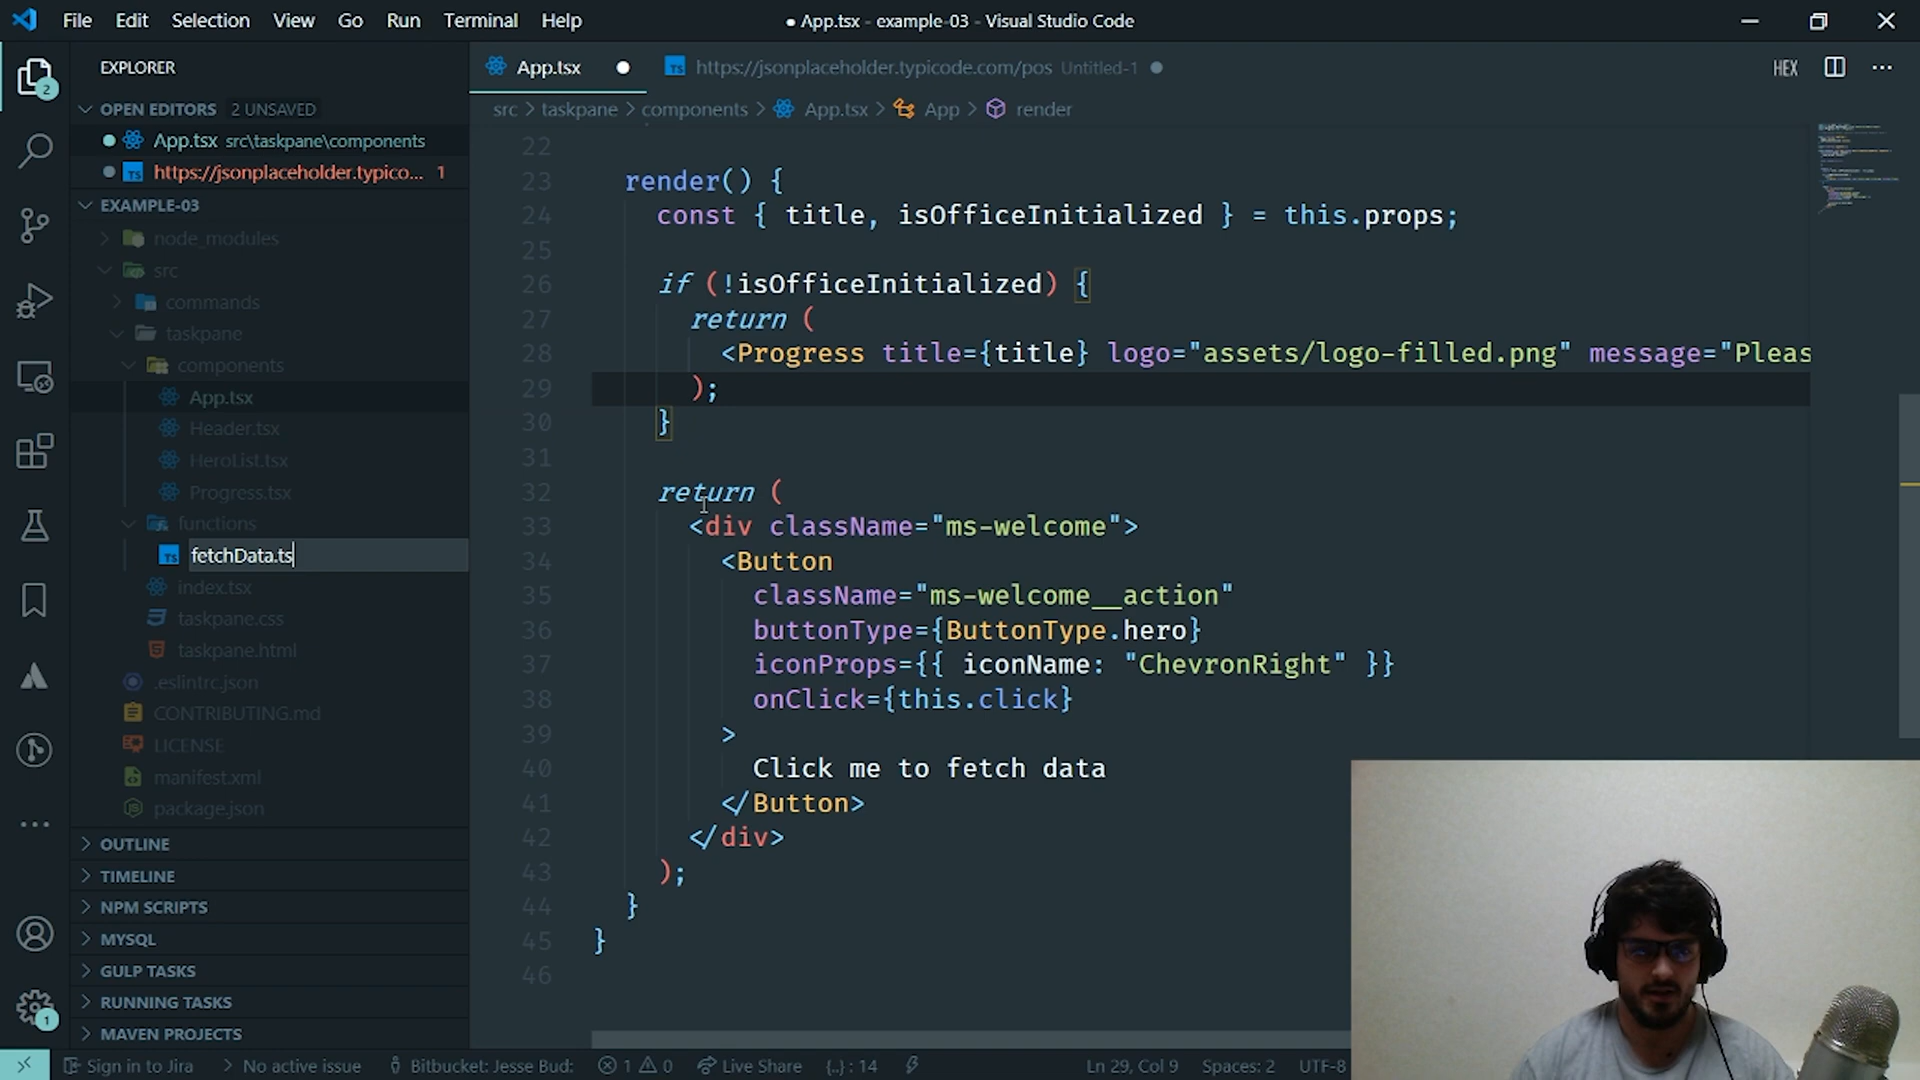 File Edit Selection View Go Run Terminal Help
● App.tsx - example-03 - Visual Studio Code
EXPLORER
OPEN EDITORS 2 UNSAVED
App.tsx src\taskpane\components
https://jsonplaceholder.typico... 1
EXAMPLE-03
node_modules
src
commands
taskpane
components
App.tsx
Header.tsx
HeroList.tsx
Progress.tsx
functions
fetchData.ts
index.tsx
taskpane.css
taskpane.html
.eslintrc.json
CONTRIBUTING.md
LICENSE
manifest.xml
package.json
OUTLINE
TIMELINE
NPM SCRIPTS
MYSQL
GULP TASKS
RUNNING TASKS
MAVEN PROJECTS
2
1
App.tsx
TS https://jsonplaceholder.typicode.com/pos Untitled-1
HEX
src > taskpane > components > App.tsx > App > render
22
23 render() {
24 const { title, isOfficeInitialized } = this.props;
25
26 if (!isOfficeInitialized) {
27 return (
28 <Progress title={title} logo="assets/logo-filled.png" message="Pleas
29 );
30 }
31
32 return (
33 <div className="ms-welcome">
34 <Button
35 className="ms-welcome__action"
36 buttonType={ButtonType.hero}
37 iconProps={{ iconName: "ChevronRight" }}
38 onClick={this.click}
39 >
40 Click me to fetch data
41 </Button>
42 </div>
43 );
44 }
45 }
46
Sign in to Jira No active issue Bitbucket: Jesse Bud: 1 0 Live Share {..} : 14 Ln 29, Col 9 Spaces: 2 UTF-8